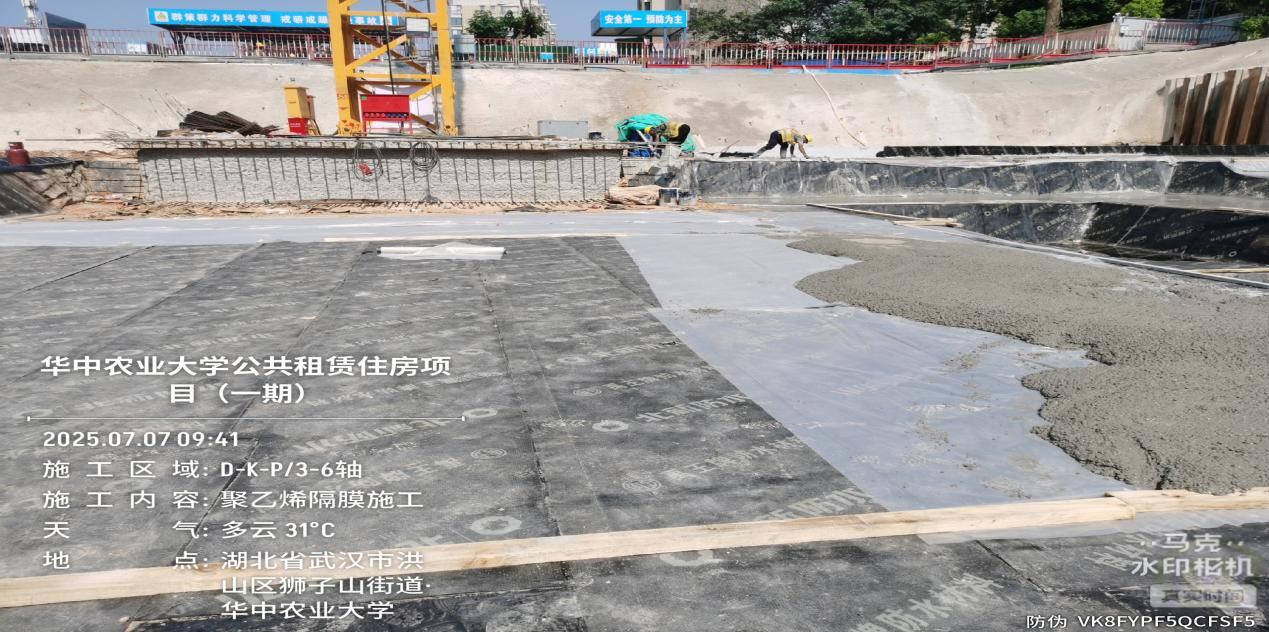 群策群力科学管理
安全第一 预防为主
华中农业大学公共租赁住房项
目（一期）
2025.07.07 09:41
施工区域: D-K-P/3-6轴
施工内容: 聚乙烯隔膜施工
天气: 多云 31°C
地点: 湖北省武汉市洪
山区狮子山街道·
华中农业大学
马克
水印相机
真实时间
防伪 VK8FYPF5QCFSF5